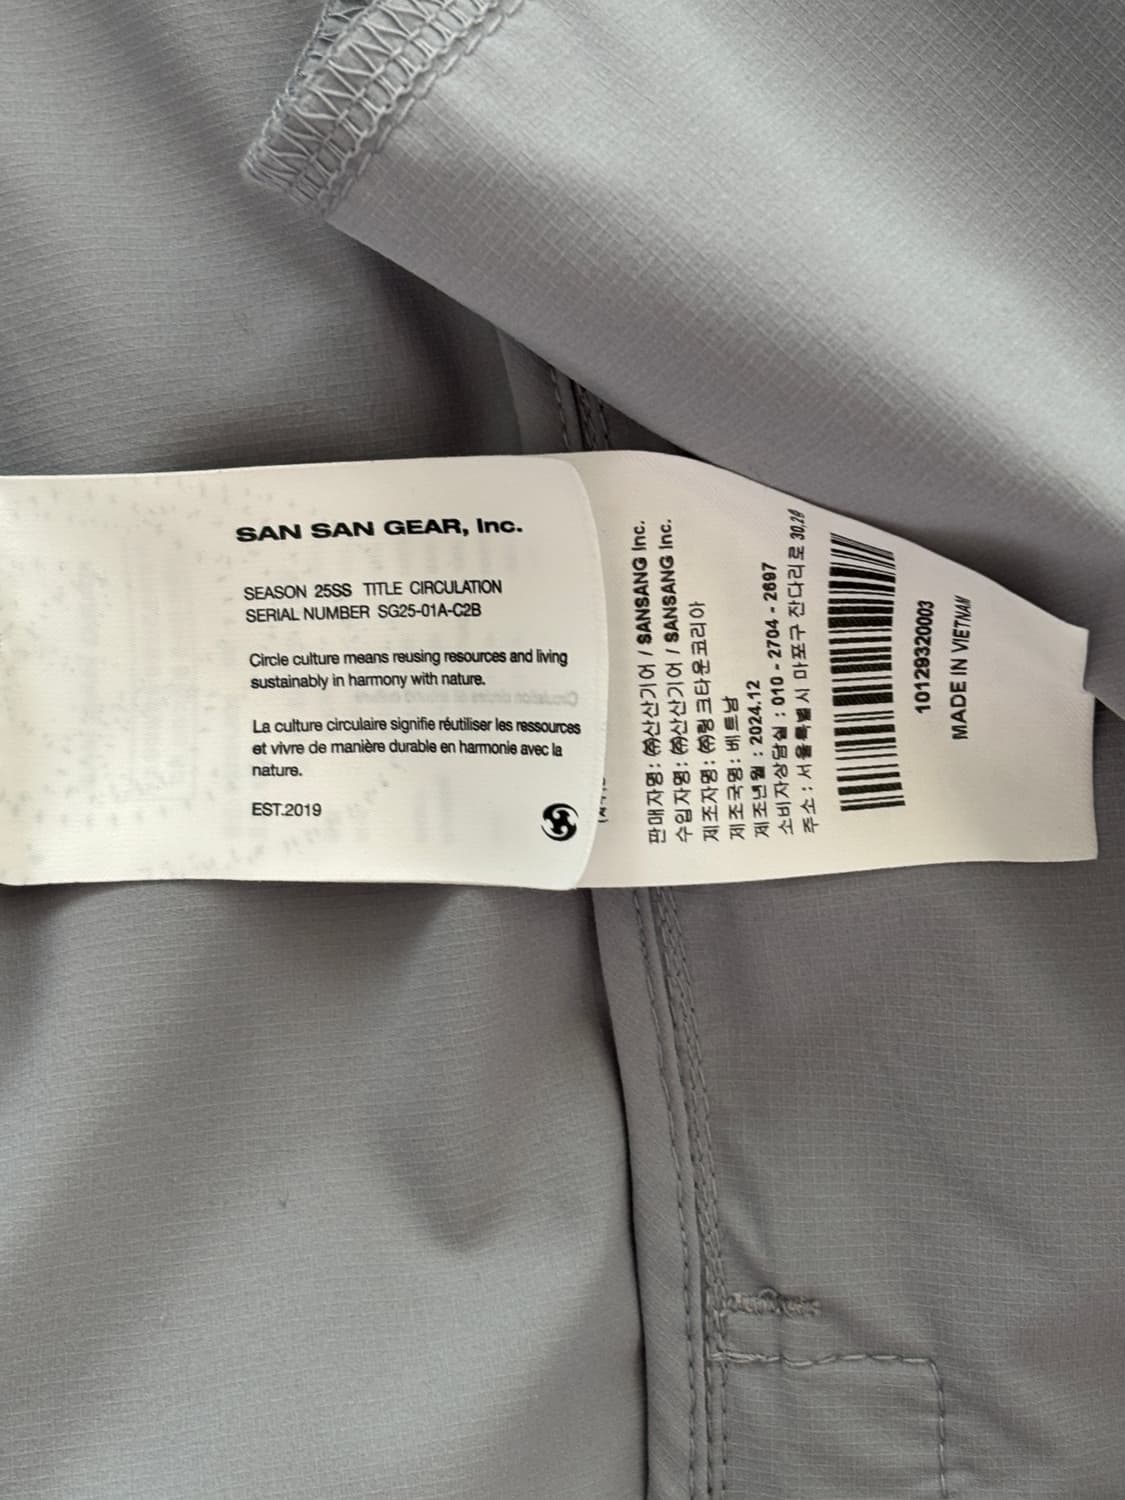 SAN SAN GEAR, Inc.
SEASON 25SS TITLE CIRCULATION
SERIAL NUMBER SG25-01A-C2B
Circle culture means reusing resources and living
sustainably in harmony with nature.
La culture circulaire signifie réutiliser les ressources
et vivre de manière durable en harmonie avec la
nature.
EST.2019
판매자명 : ㈜산산기어 / SANSANG Inc.
수입자명 : ㈜산산기어 / SANSANG Inc.
제조자명 : ㈜링크타운코리아
제조국명 : 베트남
제조년월 : 2024.12
소비자상담실 : 010 - 2704 - 2697
주소 : 서울특별시 마포구 잔다리로 30,2층
10129320003
MADE IN VIETNAM